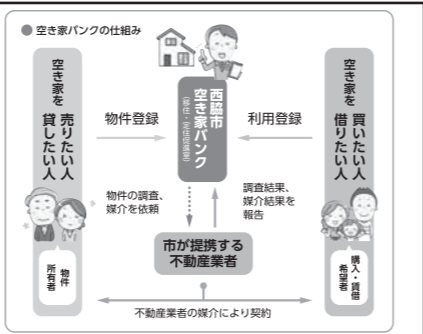 ● 空き家バンクの仕組み
空き家を
売りたい人
貸したい人
物件登録
西脇市
空き家バンク
利用登録
空き家を
買いたい人
借りたい人
物件の調査、
媒介を依頼
調査結果、
媒介結果を
報告
市が提携する
不動産業者
物件
所有者
購入・賃借
希望者
不動産業者の媒介により契約